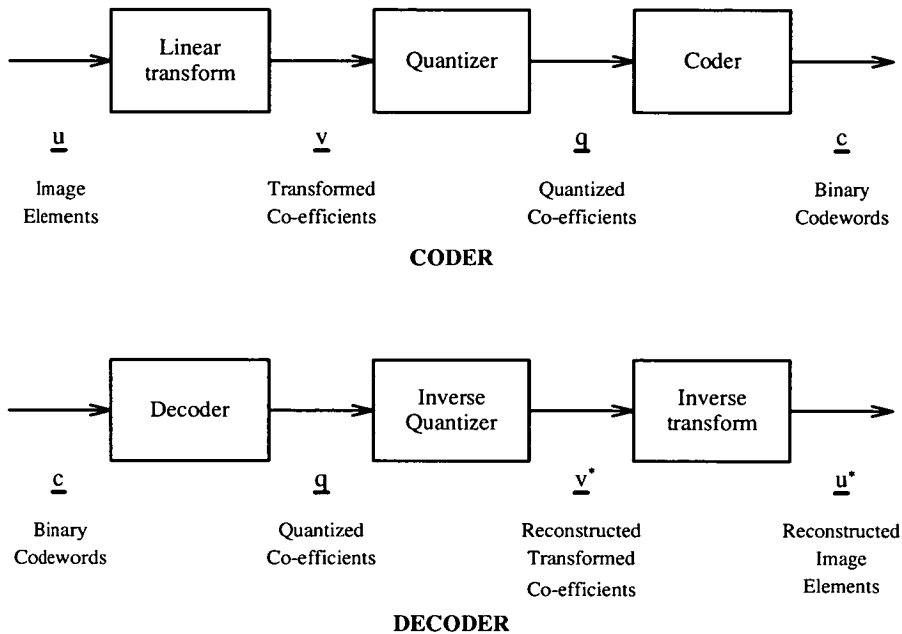 Linear
transform
Quantizer
Coder
u
v
q
c
Image
Elements
Transformed
Co-efficients
Quantized
Co-efficients
Binary
Codewords
CODER
Decoder
Inverse
Quantizer
Inverse
transform
c
q
v*
u*
Binary
Codewords
Quantized
Co-efficients
Reconstructed
Transformed
Co-efficients
Reconstructed
Image
Elements
DECODER